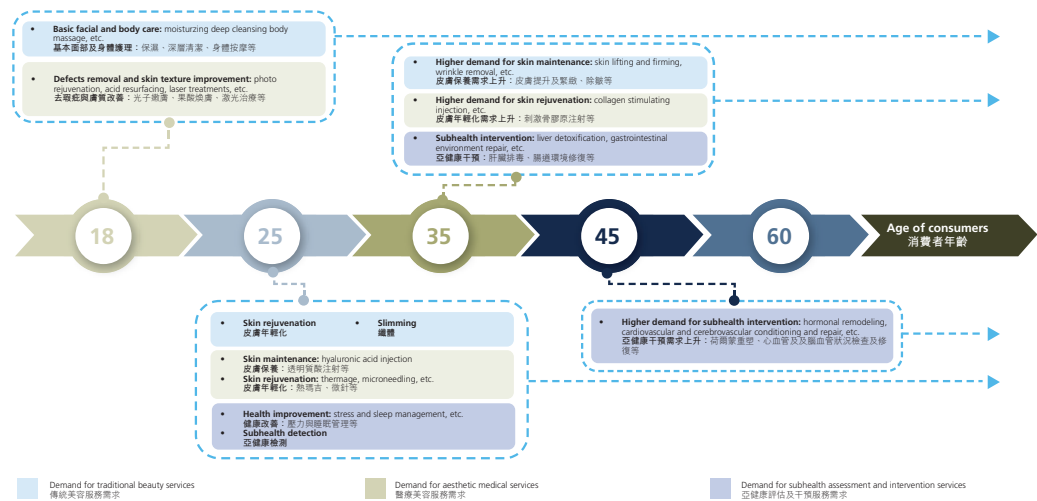 • Basic facial and body care: moisturizing deep cleansing body
massage, etc.
基本面部及身體護理：保濕、深層清潔、身體按摩等
• Defects removal and skin texture improvement: photo
rejuvenation, acid resurfacing, laser treatments, etc.
去瑕疵與膚質改善：光子嫩膚、果酸煥膚、激光治療等
• Higher demand for skin maintenance: skin lifting and firming,
wrinkle removal, etc.
皮膚保養需求上升：皮膚提升及緊緻、除皺等
• Higher demand for skin rejuvenation: collagen stimulating
injection, etc.
皮膚年輕化需求上升：刺激骨膠原注射等
• Subhealth intervention: liver detoxification, gastrointestinal
environment repair, etc.
亞健康干預：肝臟排毒、腸道環境修復等
18
25
35
45
60
Age of consumers
消費者年齡
• Skin rejuvenation
皮膚年輕化
• Slimming
纖體
• Skin maintenance: hyaluronic acid injection
皮膚保養：透明質酸注射等
• Skin rejuvenation: thermage, microneedling, etc.
皮膚年輕化：熱瑪吉、微針等
• Health improvement: stress and sleep management, etc.
健康改善：壓力與睡眠管理等
• Subhealth detection
亞健康檢測
• Higher demand for subhealth intervention: hormonal remodeling,
cardiovascular and cerebrovascular conditioning and repair, etc.
亞健康干預需求上升：荷爾蒙重塑、心血管及及腦血管狀況檢查及修
復等
Demand for traditional beauty services
傳統美容服務需求
Demand for aesthetic medical services
醫療美容服務需求
Demand for subhealth assessment and intervention services
亞健康評估及干預服務需求